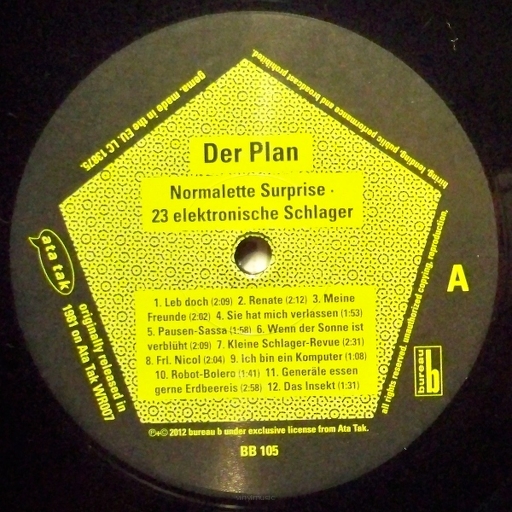 Der Plan
Normalette Surprise ·
23 elektronische Schlager
1. Leb doch (2:09) 2. Renate (2:12) 3. Meine
Freunde (2:02) 4. Sie hat mich verlassen (1:53)
5. Pausen-Sassa (3:58) 6. Wenn der Sonne ist
verblüht (2:09) 7. Kleine Schlager-Revue (2:31)
8. Frl. Nicol (2:04) 9. Ich bin ein Komputer (1:08)
10. Robot-Bolero (1:41) 11. Generäle essen
gerne Erdbeereis (2:58) 12. Das Insekt (1:31)
A
ata tak
originally released in
1981 on Ata Tak WR007
gema. made in the EU. LC 13875.
all rights reserved. unauthorized copying, reproduction,
hiring, lending public performance and broadcast prohibited.
bureau b
℗+© 2012 bureau b under exclusive license from Ata Tak.
BB 105